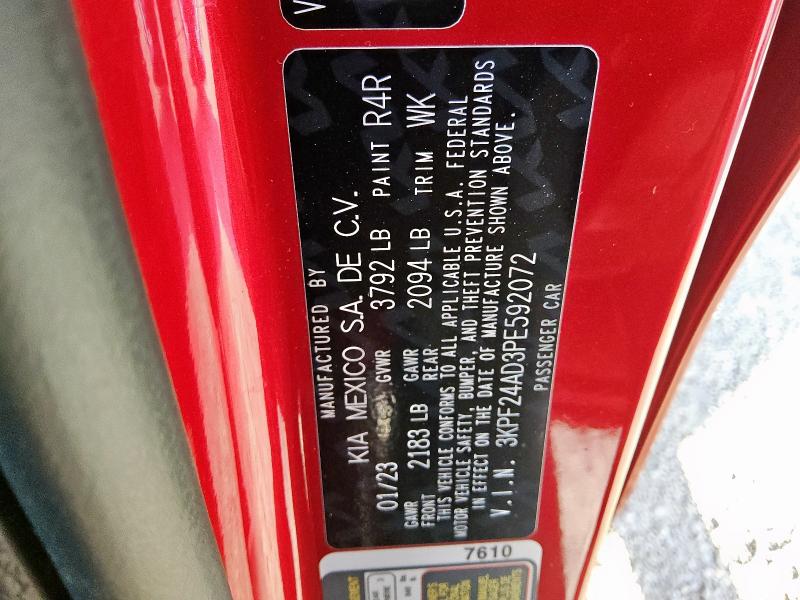 V
MANUFACTURED BY
KIA MEXICO S.A. DE C.V.
01/23 GVWR 3792 LB PAINT R4R
GAWR FRONT 2183 LB GAWR REAR 2094 LB TRIM WK
THIS VEHICLE CONFORMS TO ALL APPLICABLE U.S.A. FEDERAL
MOTOR VEHICLE SAFETY, BUMPER, AND THEFT PREVENTION STANDARDS
IN EFFECT ON THE DATE OF MANUFACTURE SHOWN ABOVE.
V.I.N. 3KPF24AD3PE592072
PASSENGER CAR
7610